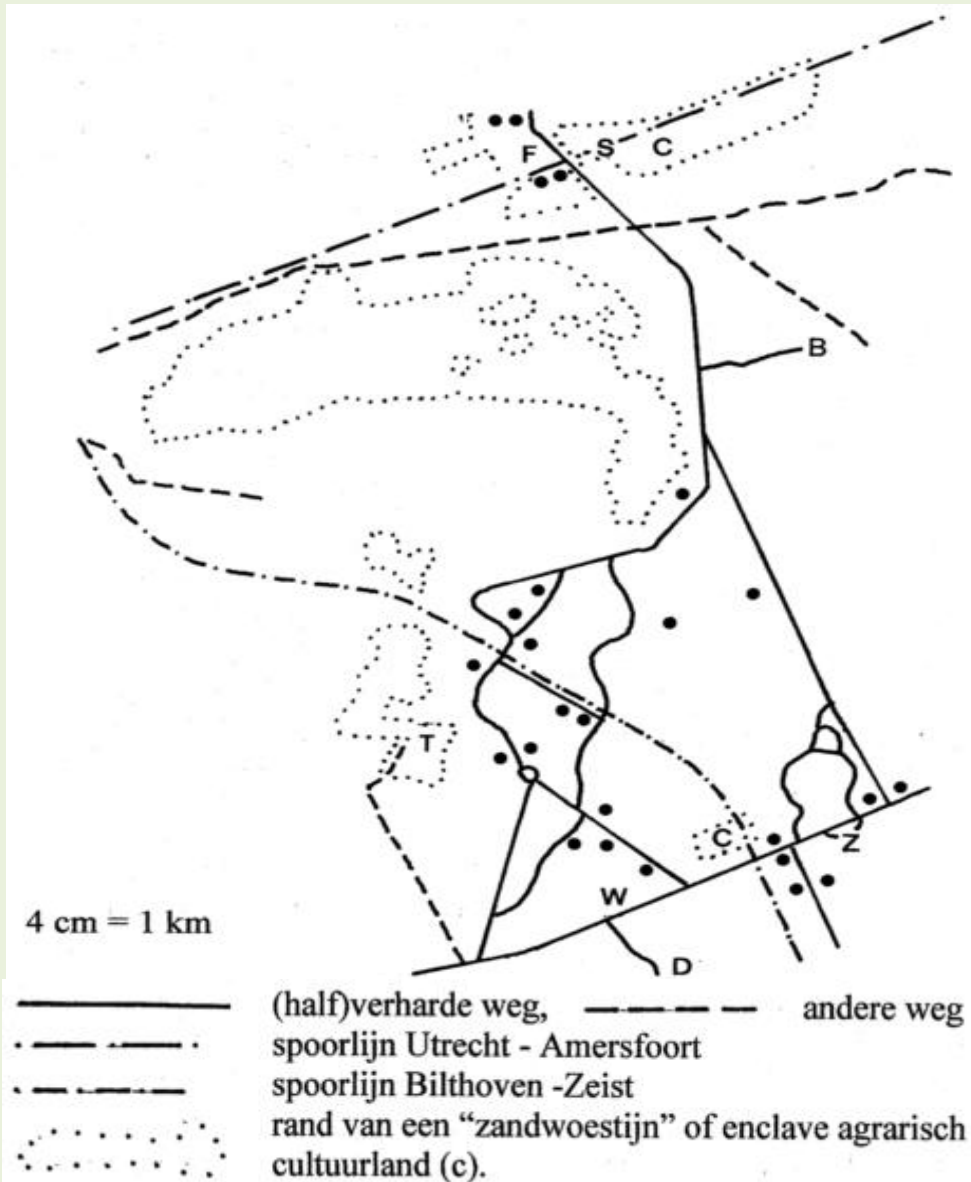 F S C
B
T
C
Z
W
D
4 cm = 1 km
(half)verharde weg, andere weg
spoorlijn Utrecht - Amersfoort
spoorlijn Bilthoven -Zeist
rand van een “zandwoestijn” of enclave agrarisch
cultuurland (c).